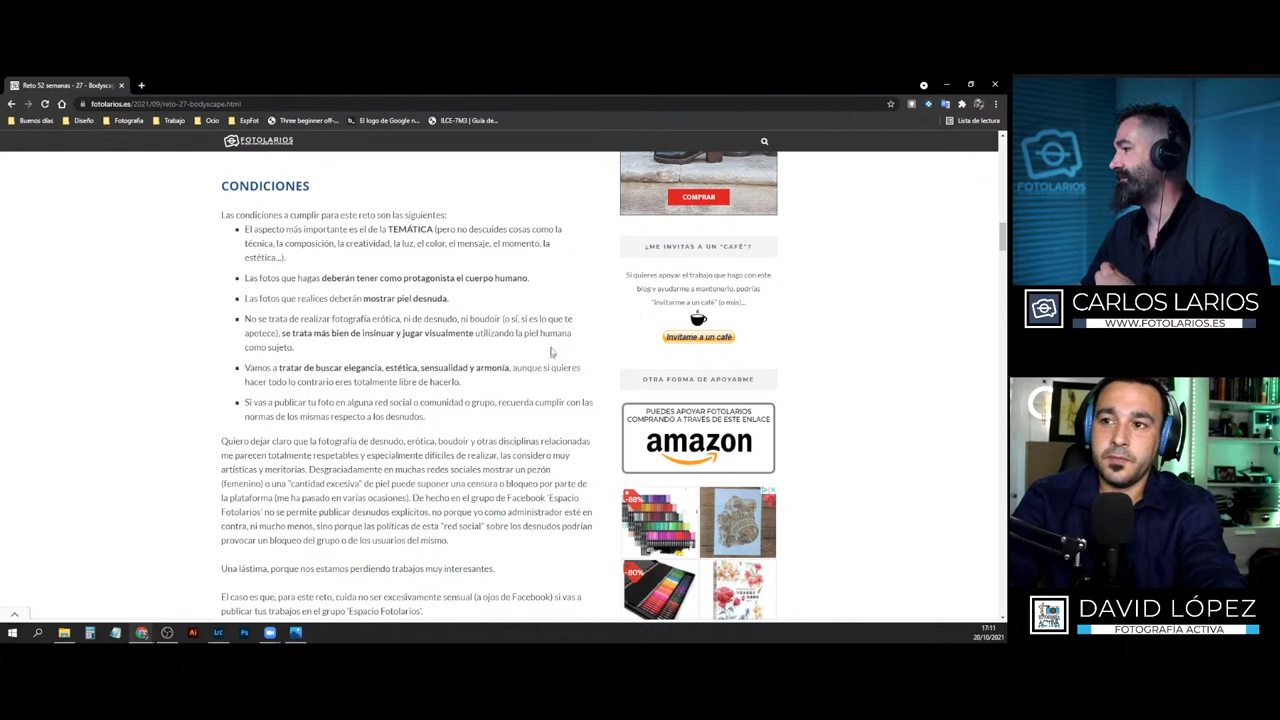 Reto 52 semanas - 27 - Bodysca
fotolarios.es/2021/09/reto-27-bodyscape.html
Buenos días
Diseño
Fotografia
Trabajo
Ocio
EspFot
Three beginner off-...
El logo de Google n...
ILCE-7M3 | Guía de...
Lista de lectura
FOTOLARIOS
CONDICIONES
Las condiciones a cumplir para este reto son las siguientes:
El aspecto más importante es el de la TEMÁTICA (pero no descuides cosas como la
técnica, la composición, la creatividad, la luz, el color, el mensaje, el momento, la
estética...).
Las fotos que hagas deberán tener como protagonista el cuerpo humano.
Las fotos que realices deberán mostrar piel desnuda.
No se trata de realizar fotografía erótica, ni de desnudo, ni boudoir (o sí, si es lo que te
apetece), se trata más bien de insinuar y jugar visualmente utilizando la piel humana
como sujeto.
Vamos a tratar de buscar elegancia, estética, sensualidad y armonía, aunque si quieres
hacer todo lo contrario eres totalmente libre de hacerlo.
Si vas a publicar tu foto en alguna red social o comunidad o grupo, recuerda cumplir con las
normas de los mismas respecto a los desnudos.
Quiero dejar claro que la fotografía de desnudo, erótica, boudoir y otras disciplinas relacionadas
me parecen totalmente respetables y especialmente difíciles de realizar, las considero muy
artísticas y meritorias. Desgraciadamente en muchas redes sociales mostrar un pezón
(femenino) o una "cantidad excesiva" de piel puede suponer una censura o bloqueo por parte de
la plataforma (me ha pasado en varias ocasiones). De hecho en el grupo de Facebook 'Espacio
Fotolarios' no se permite publicar desnudos explícitos, no porque yo como administrador esté en
contra, ni mucho menos, sino porque las políticas de esta "red social" sobre los desnudos podrían
provocar un bloqueo del grupo o de los usuarios del mismo.
Una lástima, porque nos estamos perdiendo trabajos muy interesantes.
El caso es que, para este reto, cuida no ser excesivamente sensual (a ojos de Facebook) si vas a
publicar tus trabajos en el grupo 'Espacio Fotolarios'.
COMPRAR
¿ME INVITAS A UN "CAFÉ"?
Si quieres apoyar el trabajo que hago con este
blog y ayudarme a mantenerlo, podrías
"invitarme a un café" (o más)...
Invítame a un café
OTRA FORMA DE APOYARME
PUEDES APOYAR FOTOLARIOS
COMPRANDO A TRAVÉS DE ESTE ENLACE
amazon
-88%
-80%
Ai
LrC
Ps
17:11
20/10/2021
FOTOLARIOS
CARLOS LARIOS
WWW.FOTOLARIOS.ES
DAVID LÓPEZ
FOTOGRAFÍA ACTIVA